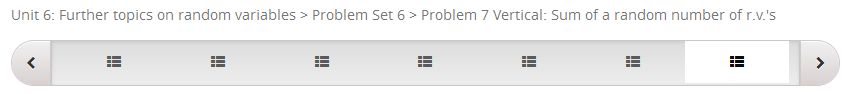 Unit 6: Further topics on random variables > Problem Set 6 > Problem 7 Vertical: Sum of a random number of r.v.'s